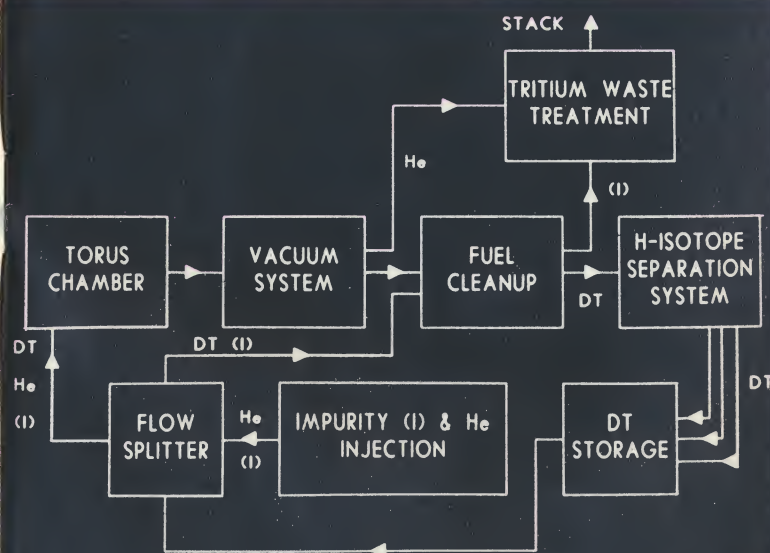 STACK
TRITIUM WASTE
TREATMENT
He
(I)
TORUS
CHAMBER
VACUUM
SYSTEM
FUEL
CLEANUP
H-ISOTOPE
SEPARATION
SYSTEM
DT
DT
He
(I)
DT (I)
DT
FLOW
SPLITTER
He
(I)
IMPURITY (I) & He
INJECTION
DT
STORAGE